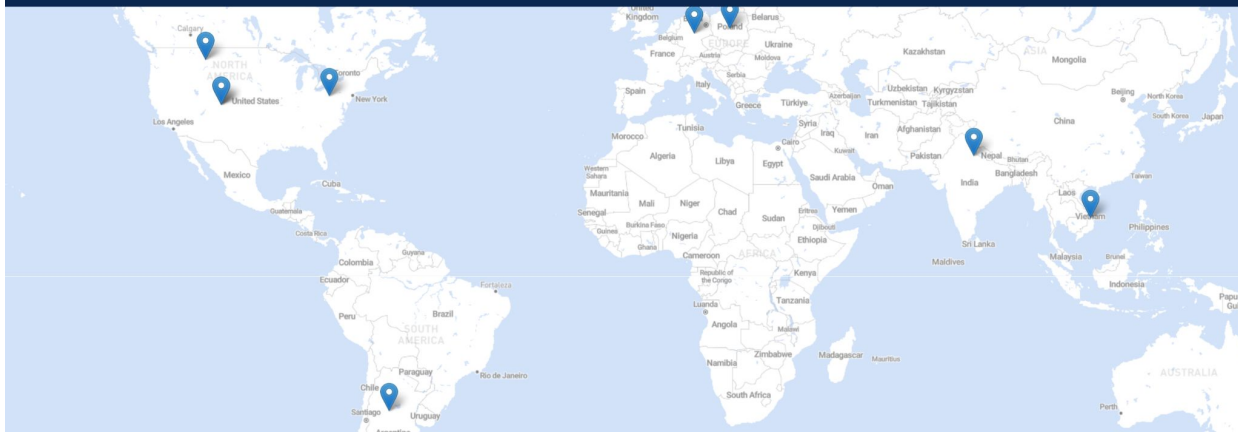 United
Kingdom
Belarus
Poland
Calgary
Belgium
EUROPE
Ukraine
France
Austria
Moldova
Kazakhstan
ASIA
Mongolia
NORTH
AMERICA
Toronto
Serbia
Italy
Spain
Uzbekistan
Kyrgyzstan
Beijing
North Korea
United States
New York
Greece
Türkiye
Azerbaijan
Turkmenistan
Tajikistan
South Korea
Japan
Los Angeles
Tunisia
Syria
Iraq
Iran
Afghanistan
China
Morocco
Cairo
Kuwait
Algeria
Libya
Egypt
Pakistan
Nepal
Bhutan
Western
Sahara
Mexico
Cuba
Saudi Arabia
Oman
India
Bangladesh
Taiwan
Mauritania
Mali
Niger
Laos
Guatemala
Senegal
Chad
Sudan
Eritrea
Yemen
Vietnam
Burkina Faso
Djibouti
Philippines
Costa Rica
Guinea
Nigeria
Ethiopia
Ghana
Sri Lanka
Guyana
Cameroon
AFRICA
Malaysia
Brunei
Colombia
Maldives
Ecuador
Republic of
the Congo
Kenya
Indonesia
Fortaleza
Papu
Gu
Luanda
Tanzania
Peru
Brazil
Angola
Malawi
SOUTH
AMERICA
Zimbabwe
Madagascar
Mauritius
Namibia
Paraguay
AUSTRALIA
Rio de Janeiro
Chile
South Africa
Santiago
Uruguay
Perth
Argentina